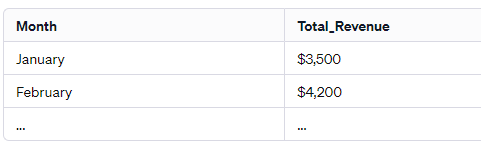 Month Total_Revenue
January $3,500
February $4,200
... ...